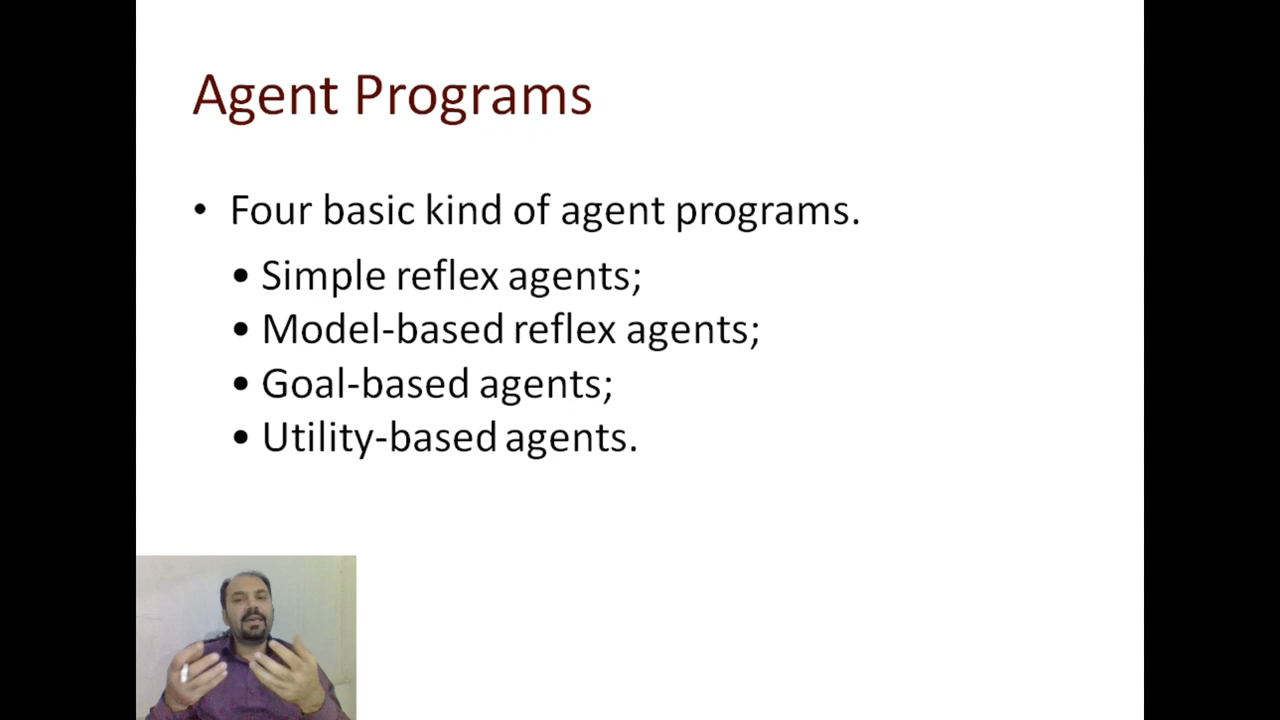 Agent Programs
• Four basic kind of agent programs.
• Simple reflex agents;
• Model-based reflex agents;
• Goal-based agents;
• Utility-based agents.